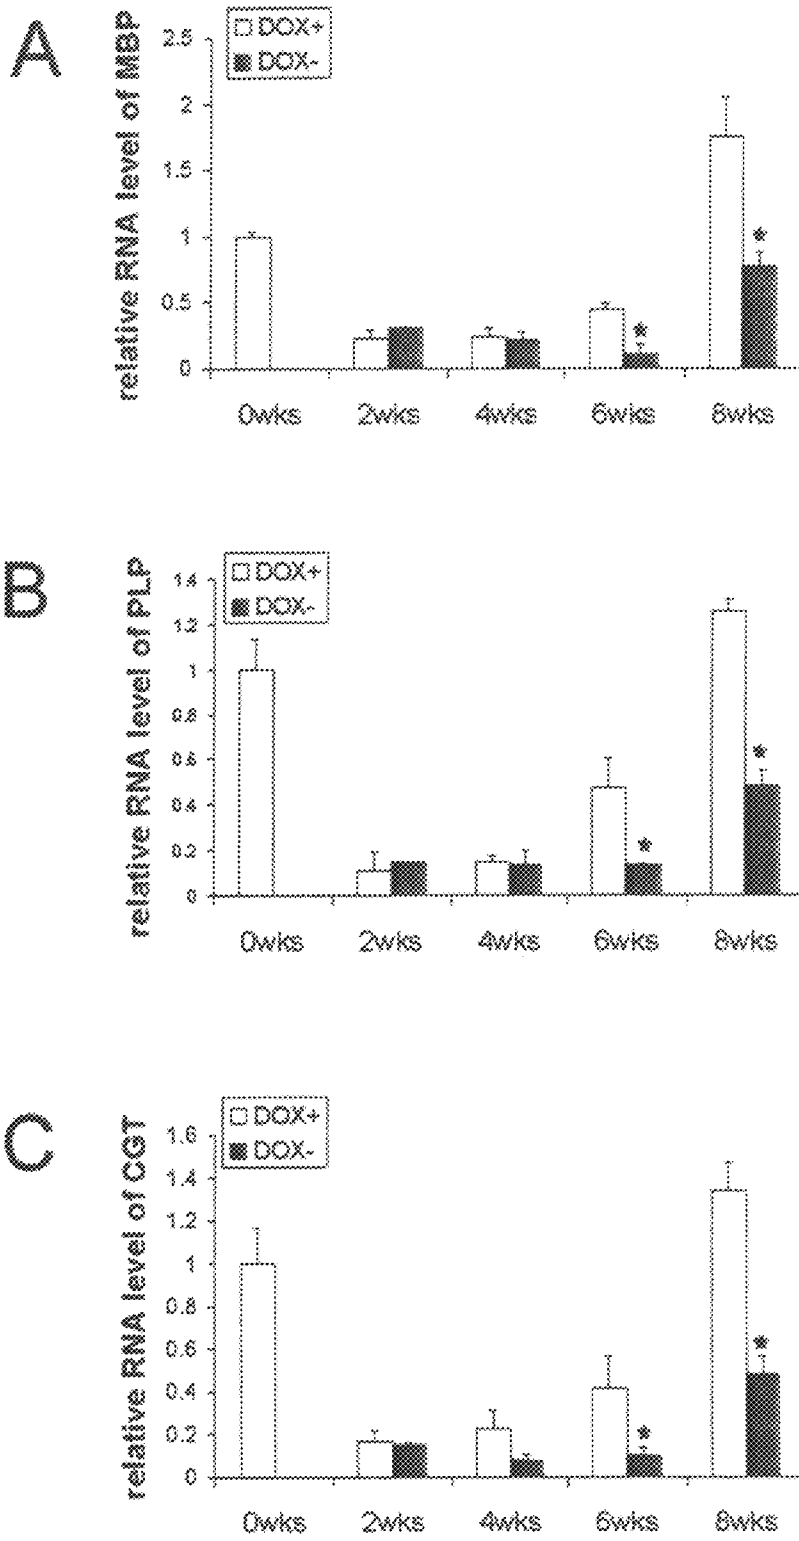 A
relative RNA level of MBP
DOX+
DOX-
2.5
2
1.5
1
0.5
0
*
*
0wks
2wks
4wks
6wks
8wks
B
relative RNA level of PLP
DOX+
DOX-
1.4
1.2
1
0.8
0.6
0.4
0.2
0
*
*
0wks
2wks
4wks
6wks
8wks
C
relative RNA level of CGT
DOX+
DOX-
1.6
1.4
1.2
1
0.8
0.6
0.4
0.2
0
*
*
0wks
2wks
4wks
6wks
8wks